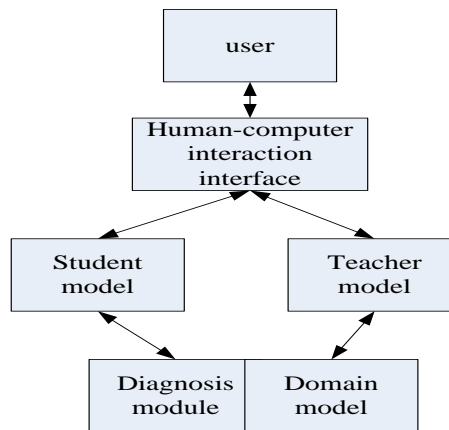 user
Human-computer
interaction
interface
Student
model
Teacher
model
Diagnosis
module
Domain
model